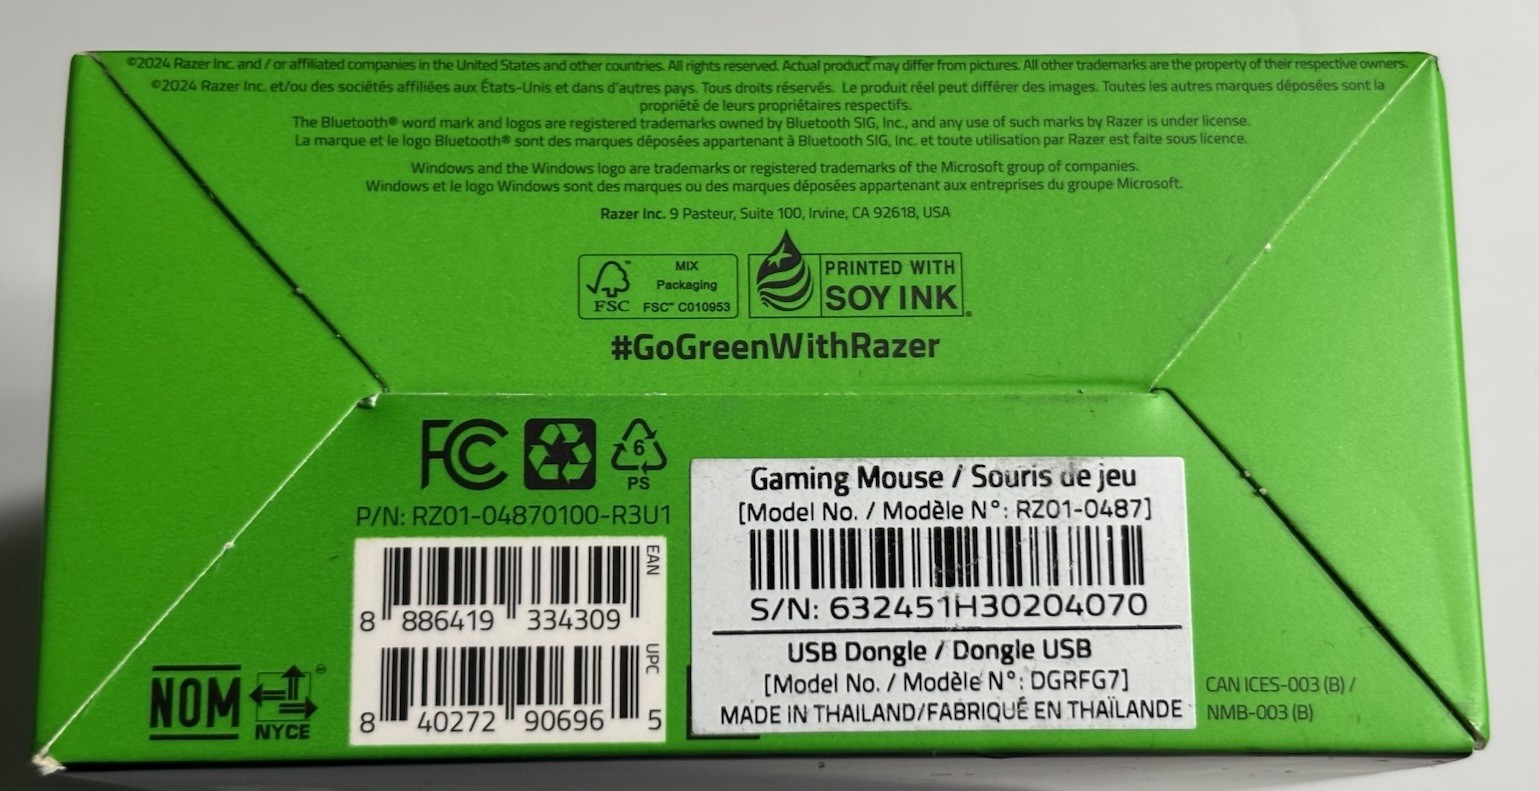 ©2024 Razer Inc. and / or affiliated companies in the United States and other countries. All rights reserved. Actual product may differ from pictures. All other trademarks are the property of their respective owners.
©2024 Razer Inc. et/ou des sociétés affiliées aux États-Unis et dans d'autres pays. Tous droits réservés. Le produit réel peut différer des images. Toutes les autres marques déposées sont la
propriété de leurs propriétaires respectifs.
The Bluetooth® word mark and logos are registered trademarks owned by Bluetooth SIG, Inc., and any use of such marks by Razer is under license.
La marque et le logo Bluetooth® sont des marques déposées appartenant à Bluetooth SIG, Inc. et toute utilisation par Razer est faite sous licence.
Windows and the Windows logo are trademarks or registered trademarks of the Microsoft group of companies.
Windows et le logo Windows sont des marques ou des marques déposées appartenant aux entreprises du groupe Microsoft.
Razer Inc. 9 Pasteur, Suite 100, Irvine, CA 92618, USA
FSC™
MIX
Packaging
FSC™ C010953
PRINTED WITH
SOY INK®
#GoGreenWithRazer
FC
6
PS
P/N: RZ01-04870100-R3U1
EAN
8 886419 334309
UPC
8 40272 90696 5
NOM
NYCE
Gaming Mouse / Souris de jeu
[Model No. / Modèle N°: RZ01-0487]
S/N: 632451H30204070
USB Dongle / Dongle USB
[Model No. / Modèle N°: DGRFG7]
MADE IN THAILAND/FABRIQUÉ EN THAÏLANDE
CAN ICES-003 (B) /
NMB-003 (B)